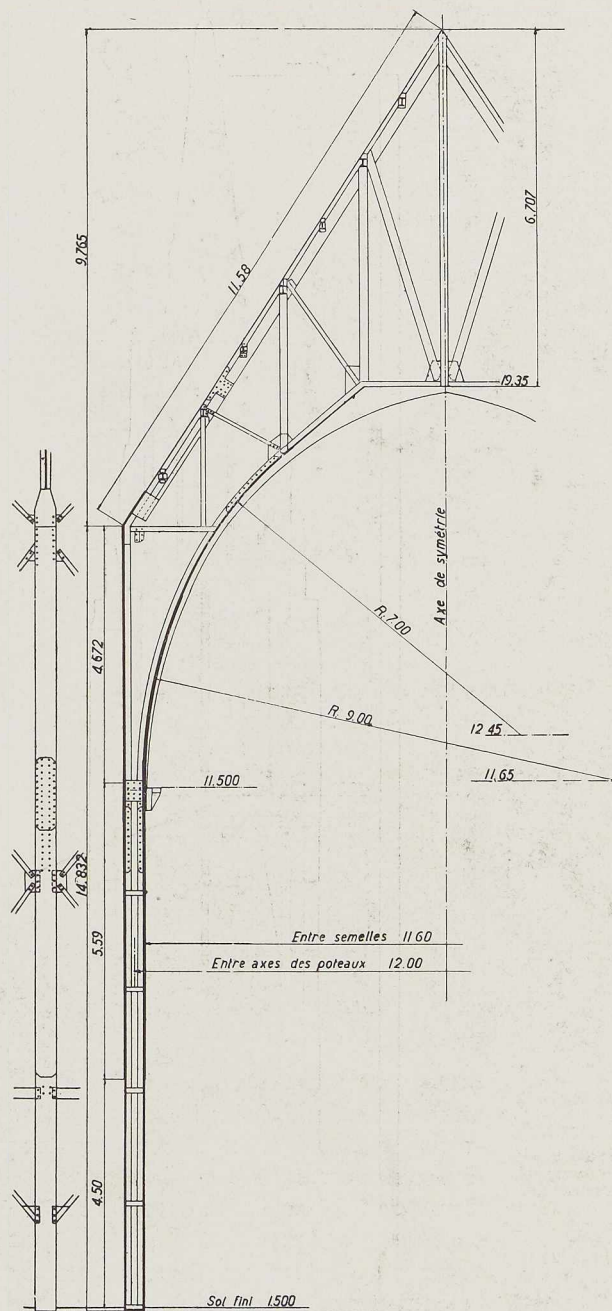 9.765
11.58
6.707
19.35
Axe de symétrie
4.672
R. 7.00
R. 9.00
12.45
11.65
11.500
14.832
5.59
Entre semelles 11.60
Entre axes des poteaux 12.00
4.50
Sol fini 1.500